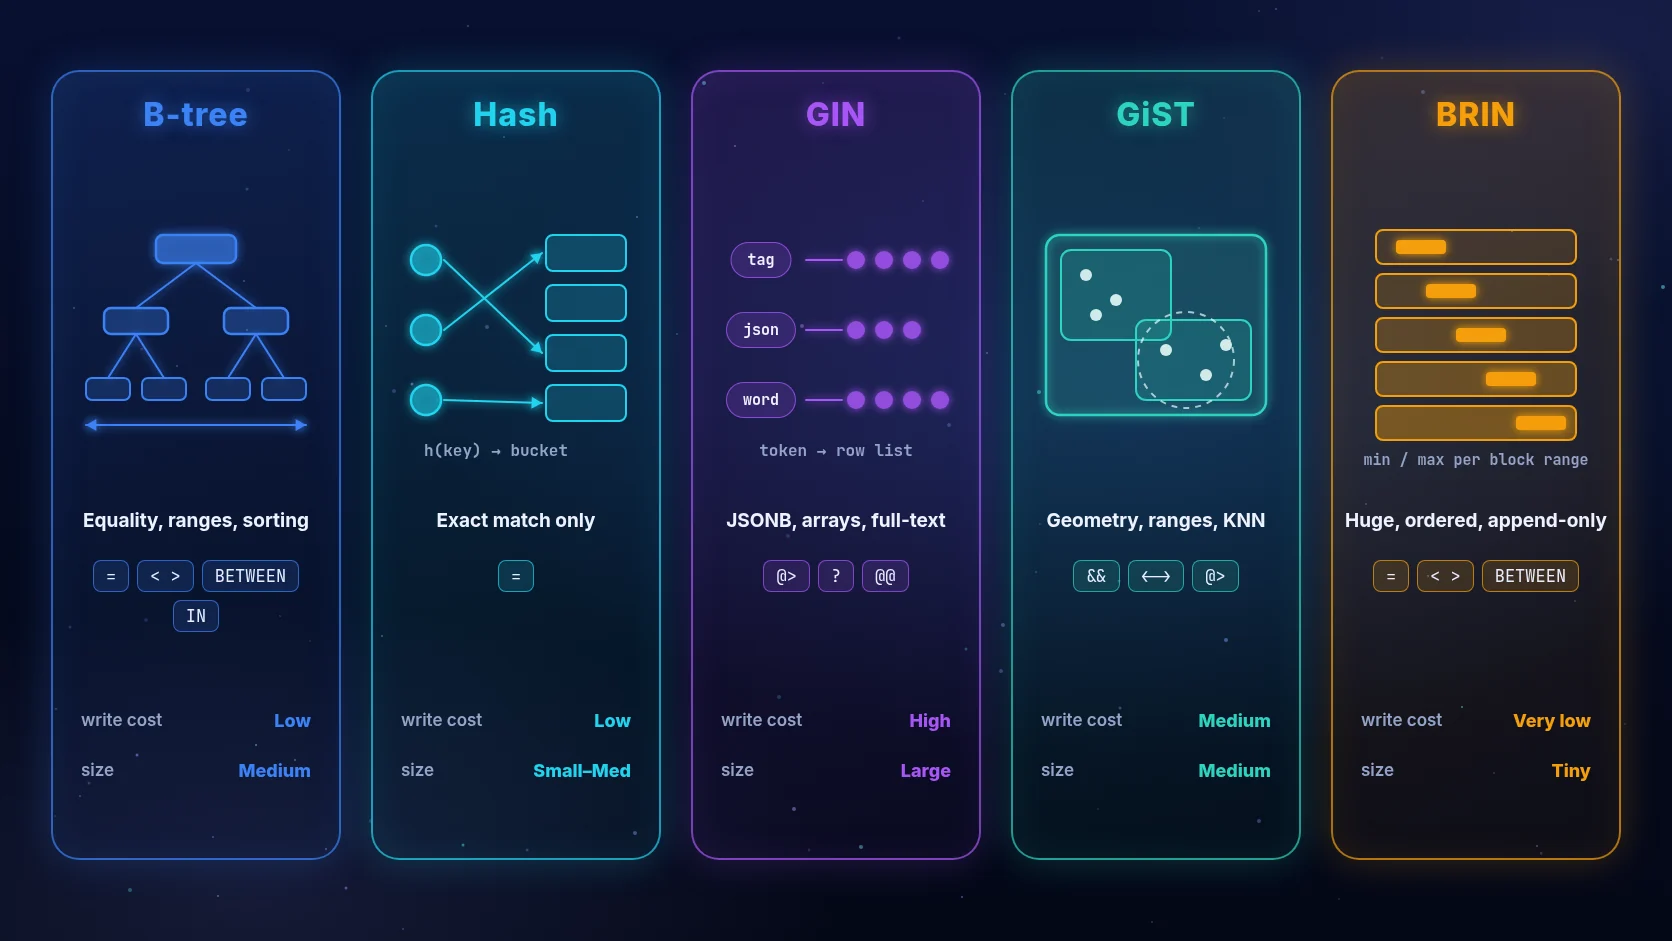 B-tree
Equality, ranges, sorting
= < > BETWEEN
IN
write cost Low
size Medium
Hash
h(key) → bucket
Exact match only
=
write cost Low
size Small–Med
GIN
tag
json
word
token → row list
JSONB, arrays, full-text
@> ? @@
write cost High
size Large
GiST
Geometry, ranges, KNN
&& <-> @>
write cost Medium
size Medium
BRIN
min / max per block range
Huge, ordered, append-only
= < > BETWEEN
write cost Very low
size Tiny